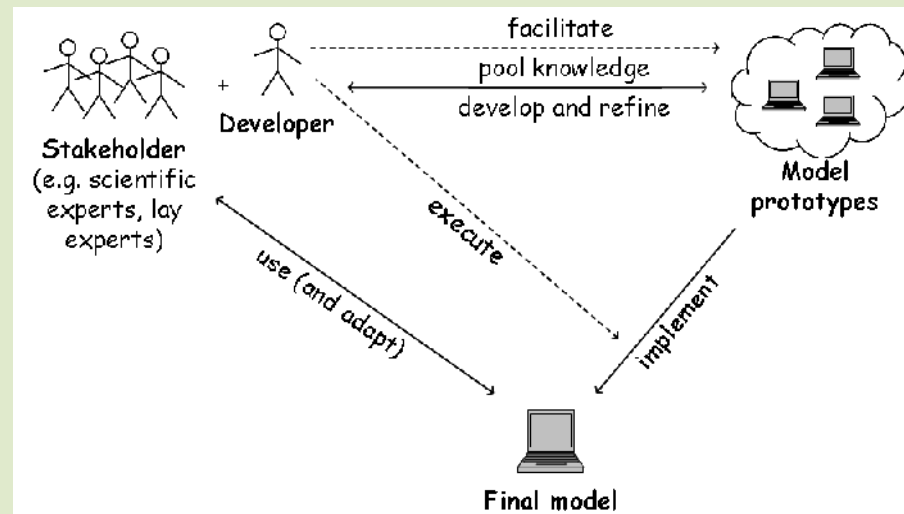 facilitate
pool knowledge
develop and refine
+
Developer
Stakeholder
(e.g. scientific
experts, lay
experts)
Model
prototypes
execute
use (and adapt)
implement
Final model